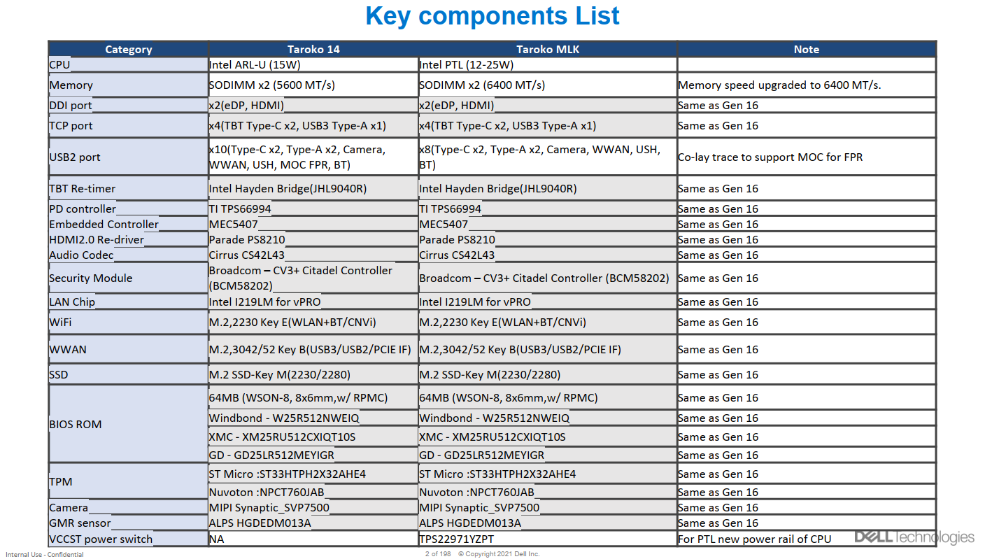 Key components List
Category Taroko 14 Taroko MLK Note
CPU Intel ARL-U (15W) Intel PTL (12-25W)
Memory SODIMM x2 (5600 MT/s) SODIMM x2 (6400 MT/s) Memory speed upgraded to 6400 MT/s.
DDI port x2(eDP, HDMI) x2(eDP, HDMI) Same as Gen 16
TCP port x4(TBT Type-C x2, USB3 Type-A x1) x4(TBT Type-C x2, USB3 Type-A x1) Same as Gen 16
USB2 port x10(Type-C x2, Type-A x2, Camera, WWAN, USH, MOC FPR, BT) x8(Type-C x2, Type-A x2, Camera, WWAN, USH, BT) Co-lay trace to support MOC for FPR
TBT Re-timer Intel Hayden Bridge(JHL9040R) Intel Hayden Bridge(JHL9040R) Same as Gen 16
PD controller TI TPS66994 TI TPS66994 Same as Gen 16
Embedded Controller MEC5407 MEC5407 Same as Gen 16
HDMI2.0 Re-driver Parade PS8210 Parade PS8210 Same as Gen 16
Audio Codec Cirrus CS42L43 Cirrus CS42L43 Same as Gen 16
Security Module Broadcom – CV3+ Citadel Controller (BCM58202) Broadcom – CV3+ Citadel Controller (BCM58202) Same as Gen 16
LAN Chip Intel I219LM for vPRO Intel I219LM for vPRO Same as Gen 16
WiFi M.2,2230 Key E(WLAN+BT/CNVi) M.2,2230 Key E(WLAN+BT/CNVi) Same as Gen 16
WWAN M.2,3042/52 Key B(USB3/USB2/PCIE IF) M.2,3042/52 Key B(USB3/USB2/PCIE IF) Same as Gen 16
SSD M.2 SSD-Key M(2230/2280) M.2 SSD-Key M(2230/2280) Same as Gen 16
BIOS ROM 64MB (WSON-8, 8x6mm,w/ RPMC) 64MB (WSON-8, 8x6mm,w/ RPMC) Same as Gen 16
Windbond - W25R512NWEIQ Windbond - W25R512NWEIQ Same as Gen 16
XMC - XM25RU512CXIQT10S XMC - XM25RU512CXIQT10S Same as Gen 16
GD - GD25LR512MEYIGR GD - GD25LR512MEYIGR Same as Gen 16
TPM ST Micro :ST33HTPH2X32AHE4 ST Micro :ST33HTPH2X32AHE4 Same as Gen 16
Nuvoton :NPCT760JAB Nuvoton :NPCT760JAB Same as Gen 16
Camera MIPI Synaptic_SVP7500 MIPI Synaptic_SVP7500 Same as Gen 16
GMR sensor ALPS HGDEDM013A ALPS HGDEDM013A Same as Gen 16
VCCST power switch NA TPS22971YZPT For PTL new power rail of CPU
DELL Technologies
Internal Use - Confidential 2 of 198 © Copyright 2021 Dell Inc.